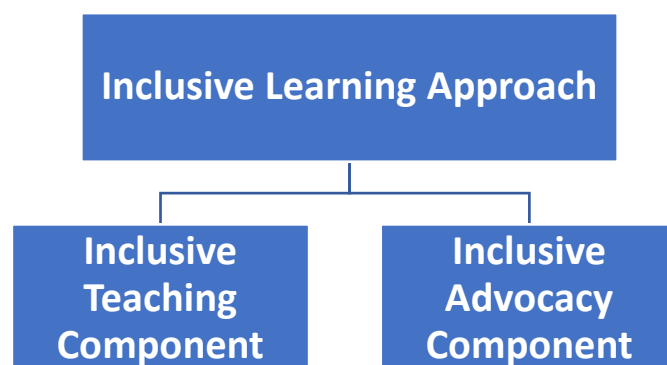 Inclusive Learning Approach
Inclusive
Teaching
Component
Inclusive
Advocacy
Component